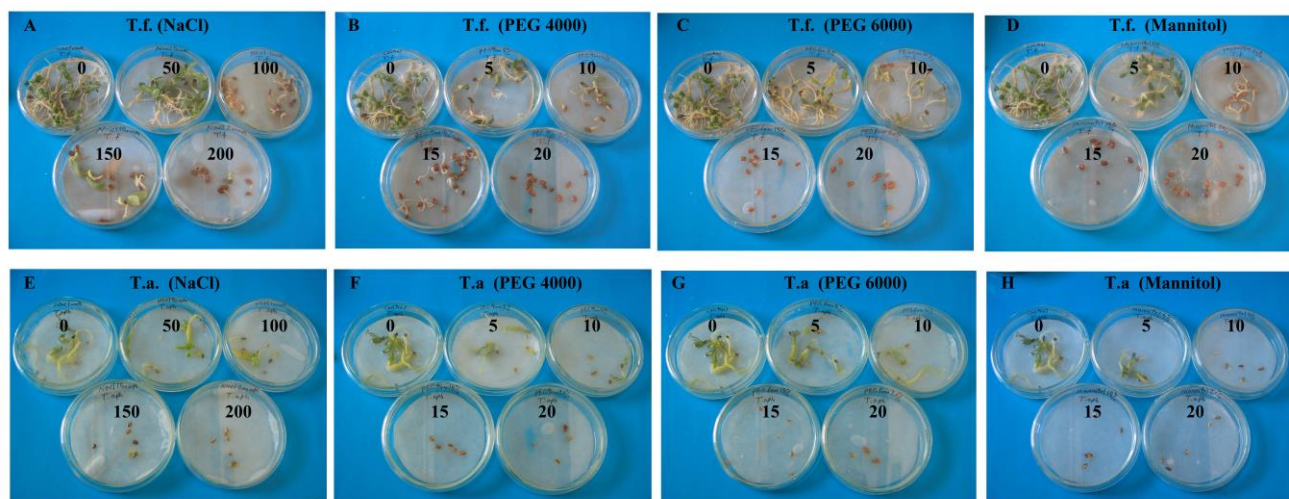 A T.f. (NaCl)
0 50 100
150 200
B T.f. (PEG 4000)
0 5 10
15 20
C T.f. (PEG 6000)
0 5 10-
15 20
D T.f. (Mannitol)
0 5 10
15 20
E T.a. (NaCl)
0 50 100
150 200
F T.a (PEG 4000)
0 5 10
15 20
G T.a (PEG 6000)
0 5 10
15 20
H T.a (Mannitol)
0 5 10
15 20